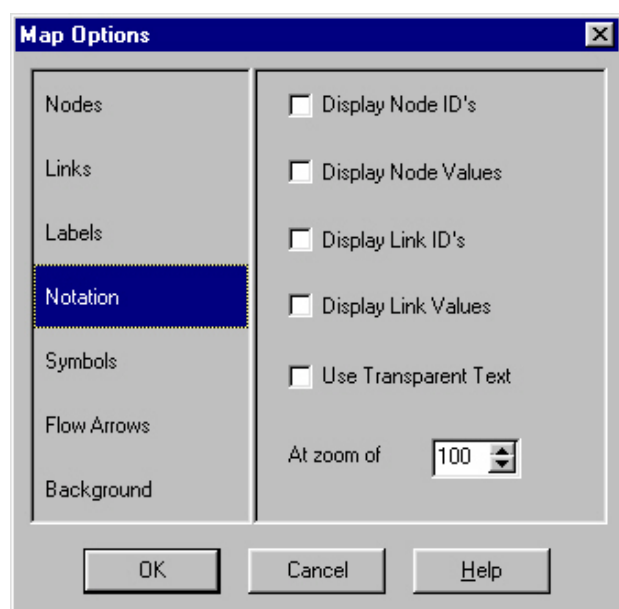 Map Options
Nodes
Links
Labels
Notation
Symbols
Flow Arrows
Background
Display Node ID's
Display Node Values
Display Link ID's
Display Link Values
Use Transparent Text
At zoom of 100
OK Cancel Help